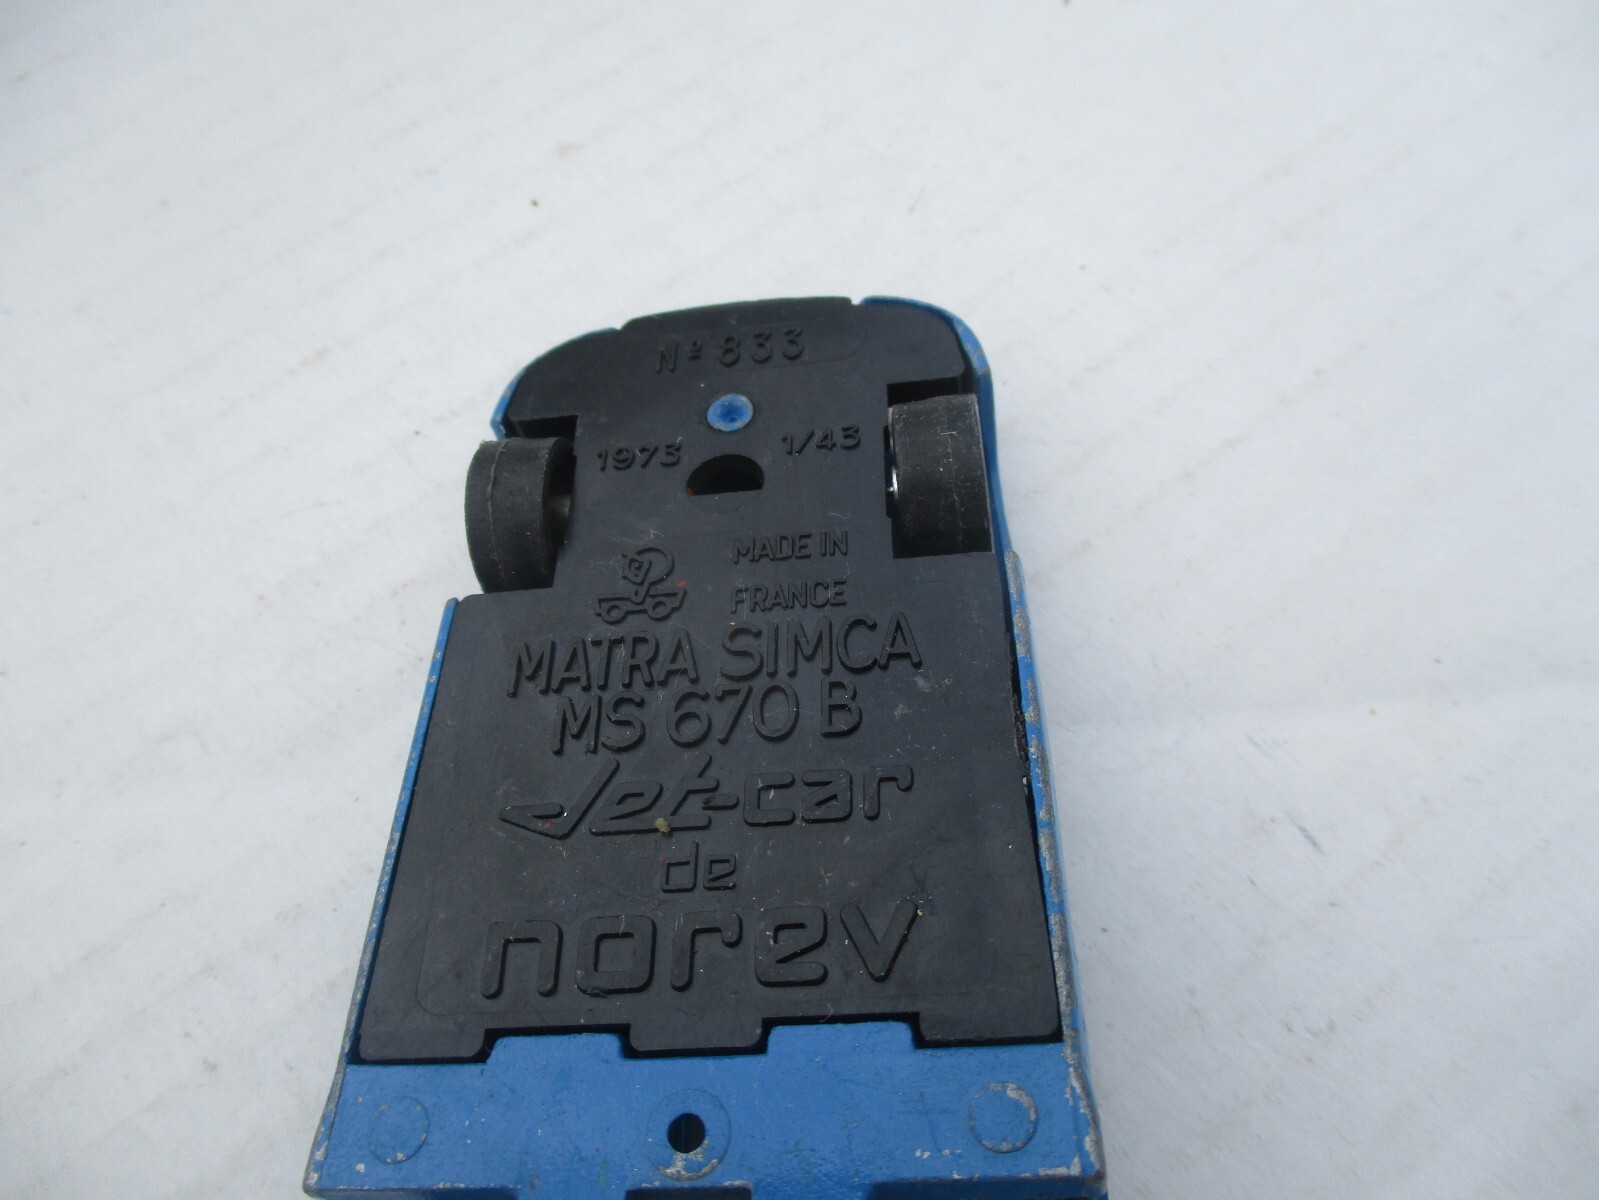 Nº 833
1973 1/43
MADE IN
FRANCE
MATRA SIMCA
MS 670 B
Jet-car
de
norev